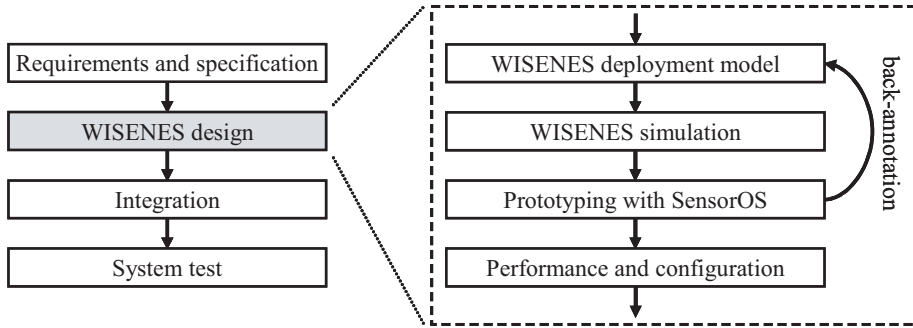 Requirements and specification
WISENES design
Integration
System test
WISENES deployment model
WISENES simulation
Prototyping with SensorOS
Performance and configuration
back-annotation